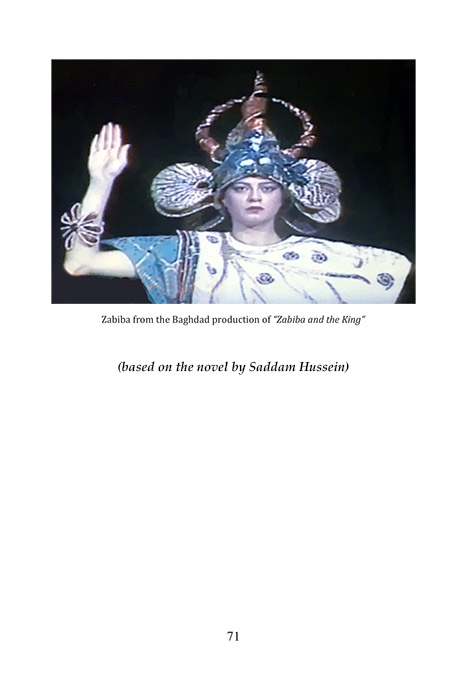 Zabiba from the Baghdad production of “Zabiba and the King”
(based on the novel by Saddam Hussein)
71